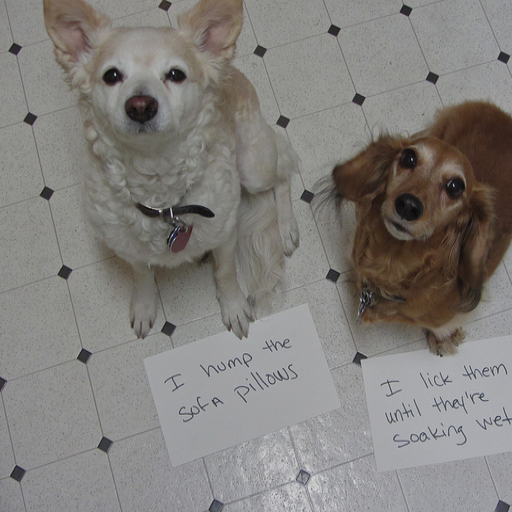 I hump the
sofa pillows
I lick them
until they're
soaking wet